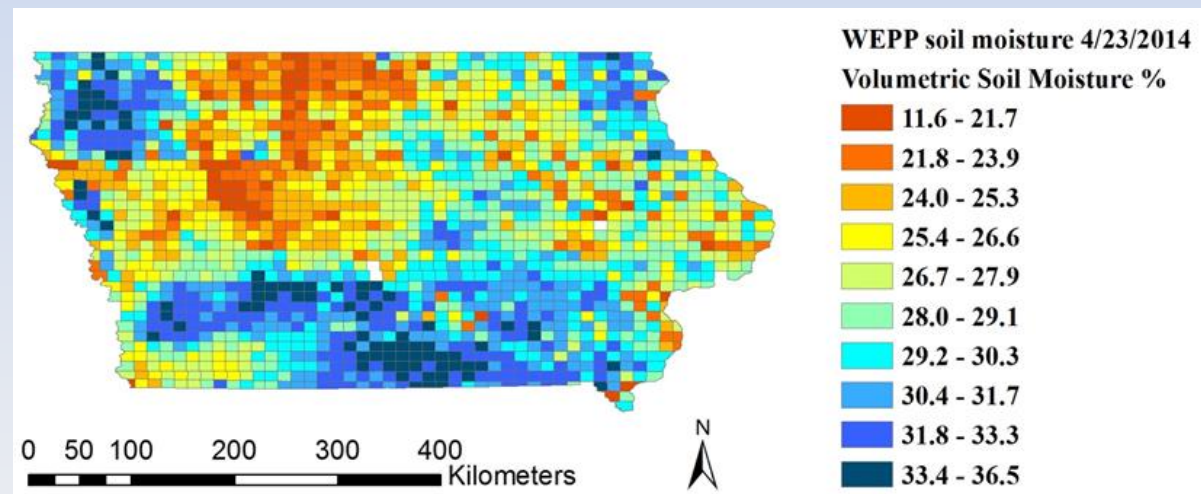 WEPP soil moisture 4/23/2014
Volumetric Soil Moisture %
11.6 - 21.7
21.8 - 23.9
24.0 - 25.3
25.4 - 26.6
26.7 - 27.9
28.0 - 29.1
29.2 - 30.3
30.4 - 31.7
31.8 - 33.3
33.4 - 36.5
N
0 50 100 200 300 400
Kilometers